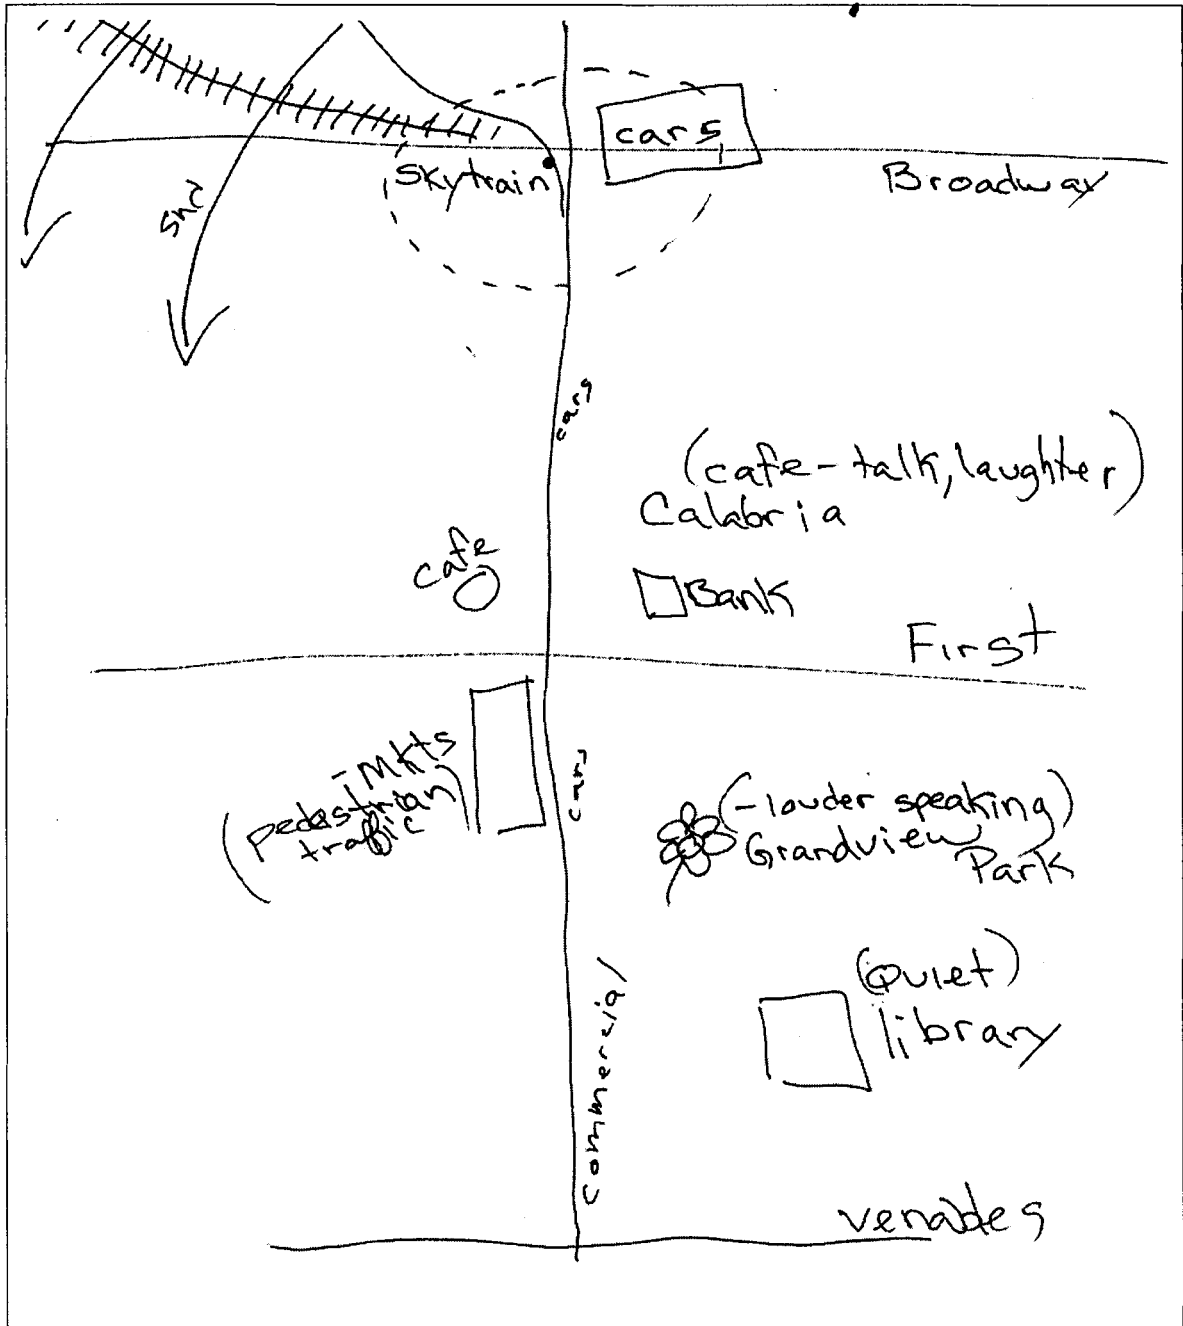 cars
Skytrain
Broadway
cars
(cafe - talk, laughter)
Calabria
cafe
Bank
First
- Mkts
(pedestrian)
traffic
cars
(- louder speaking)
Grandview
Park
(Quiet)
library
Commercial
venables